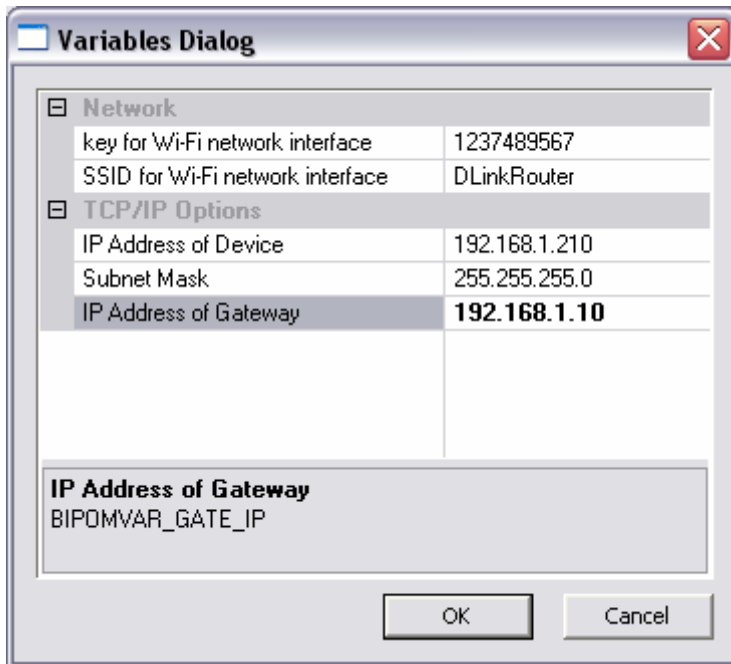 Variables Dialog
Network
key for Wi-Fi network interface 1237489567
SSID for Wi-Fi network interface DLinkRouter
TCP/IP Options
IP Address of Device 192.168.1.210
Subnet Mask 255.255.255.0
IP Address of Gateway 192.168.1.10
IP Address of Gateway
BIPOMVAR_GATE_IP
OK Cancel